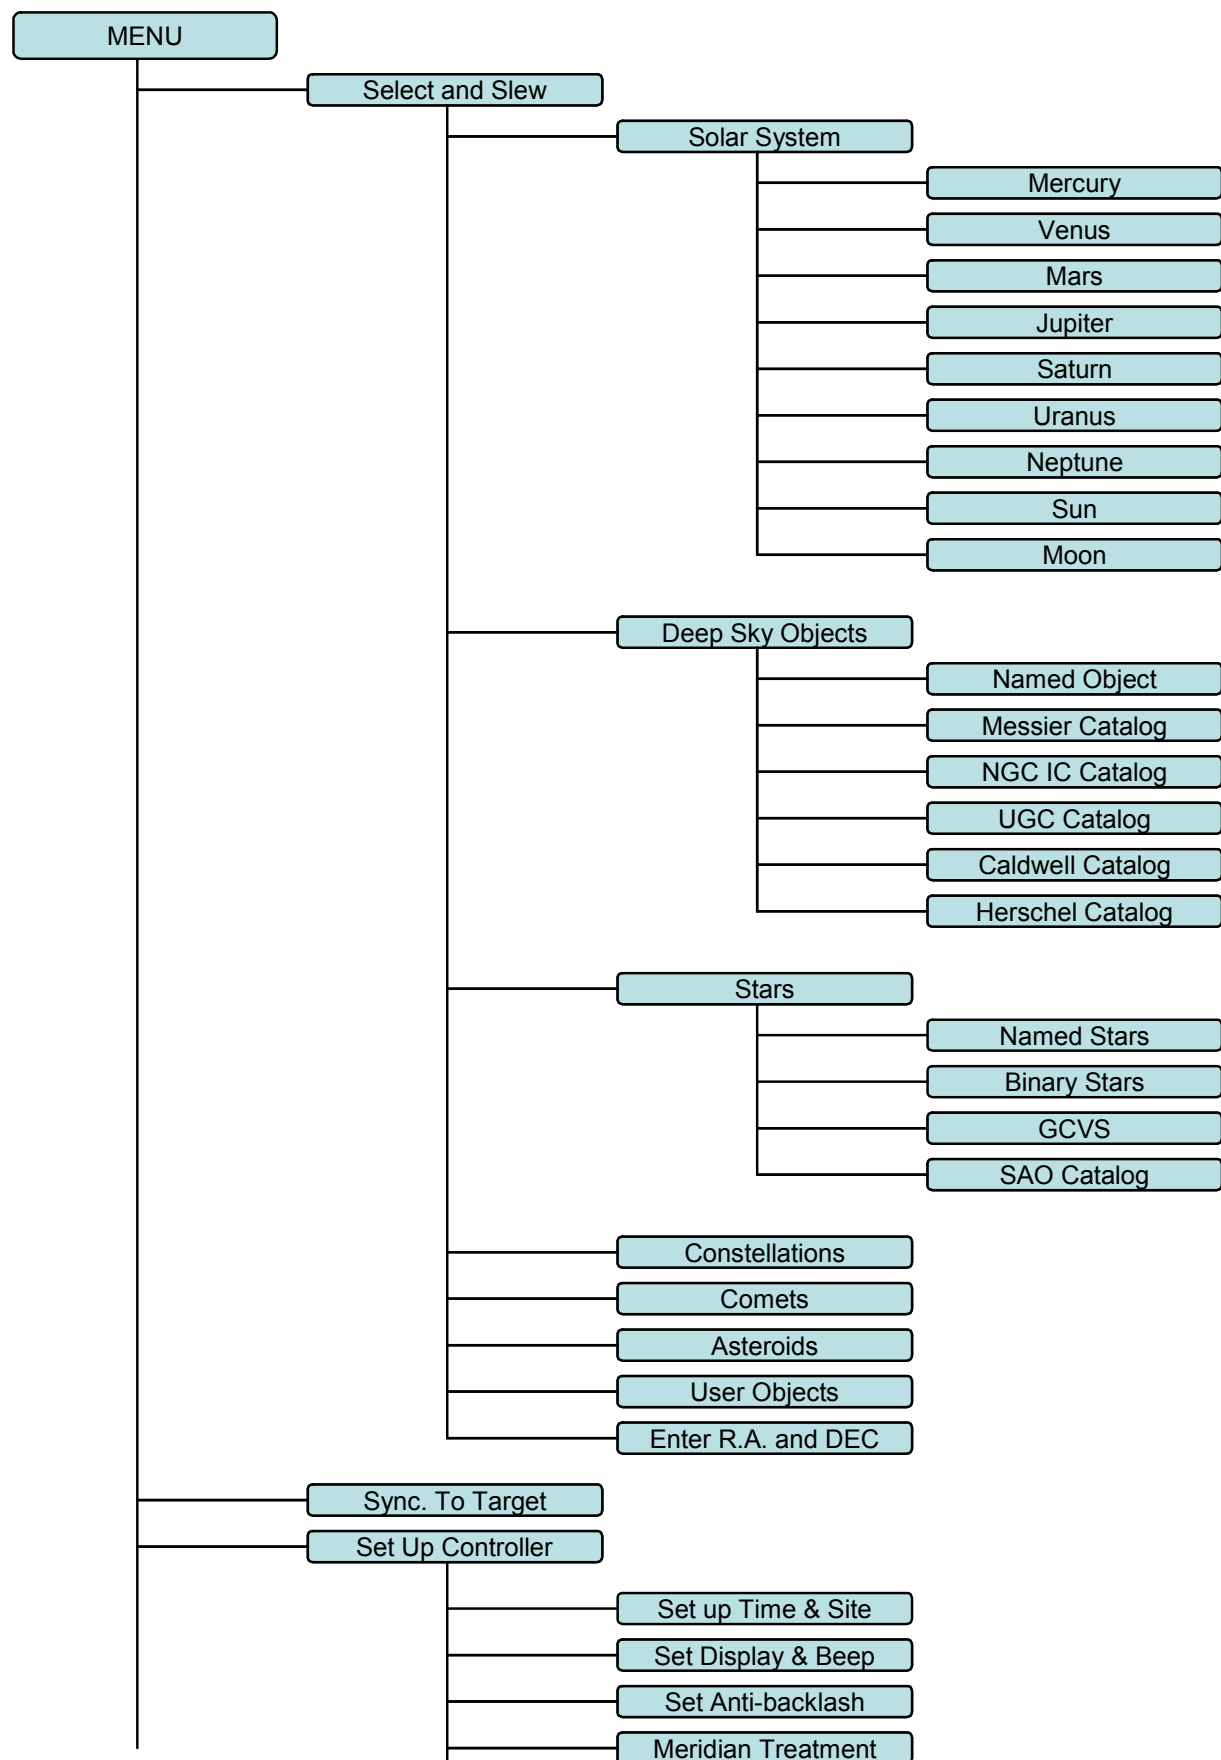 MENU
Select and Slew
Solar System
Mercury
Venus
Mars
Jupiter
Saturn
Uranus
Neptune
Sun
Moon
Deep Sky Objects
Named Object
Messier Catalog
NGC IC Catalog
UGC Catalog
Caldwell Catalog
Herschel Catalog
Stars
Named Stars
Binary Stars
GCVS
SAO Catalog
Constellations
Comets
Asteroids
User Objects
Enter R.A. and DEC
Sync. To Target
Set Up Controller
Set up Time & Site
Set Display & Beep
Set Anti-backlash
Meridian Treatment